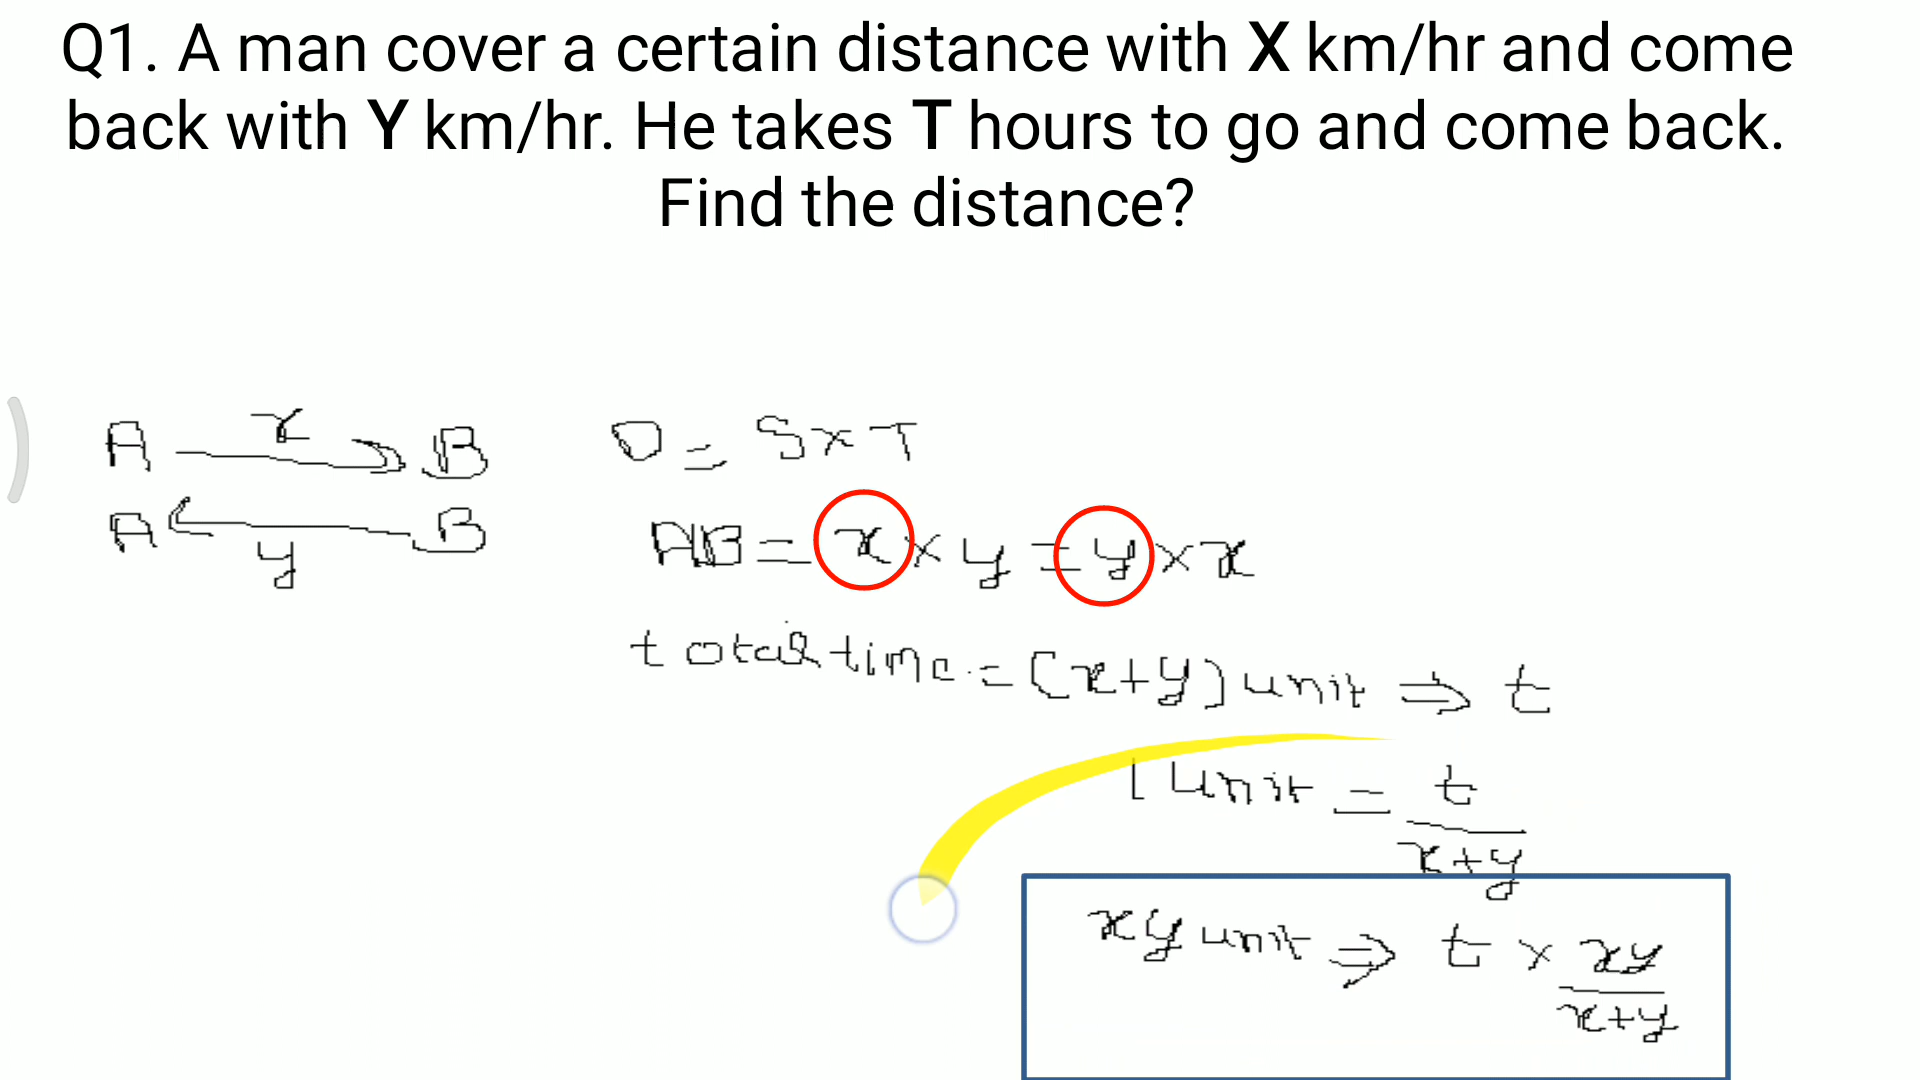 Q1. A man cover a certain distance with X km/hr and come
back with Y km/hr. He takes T hours to go and come back.
Find the distance?
A x B
A B
y
D = S × T
AB = x × y = y × x
total time = (x+y) unit ⇒ t
1 unit = t
x+y
xy unit ⇒ t × xy
x+y